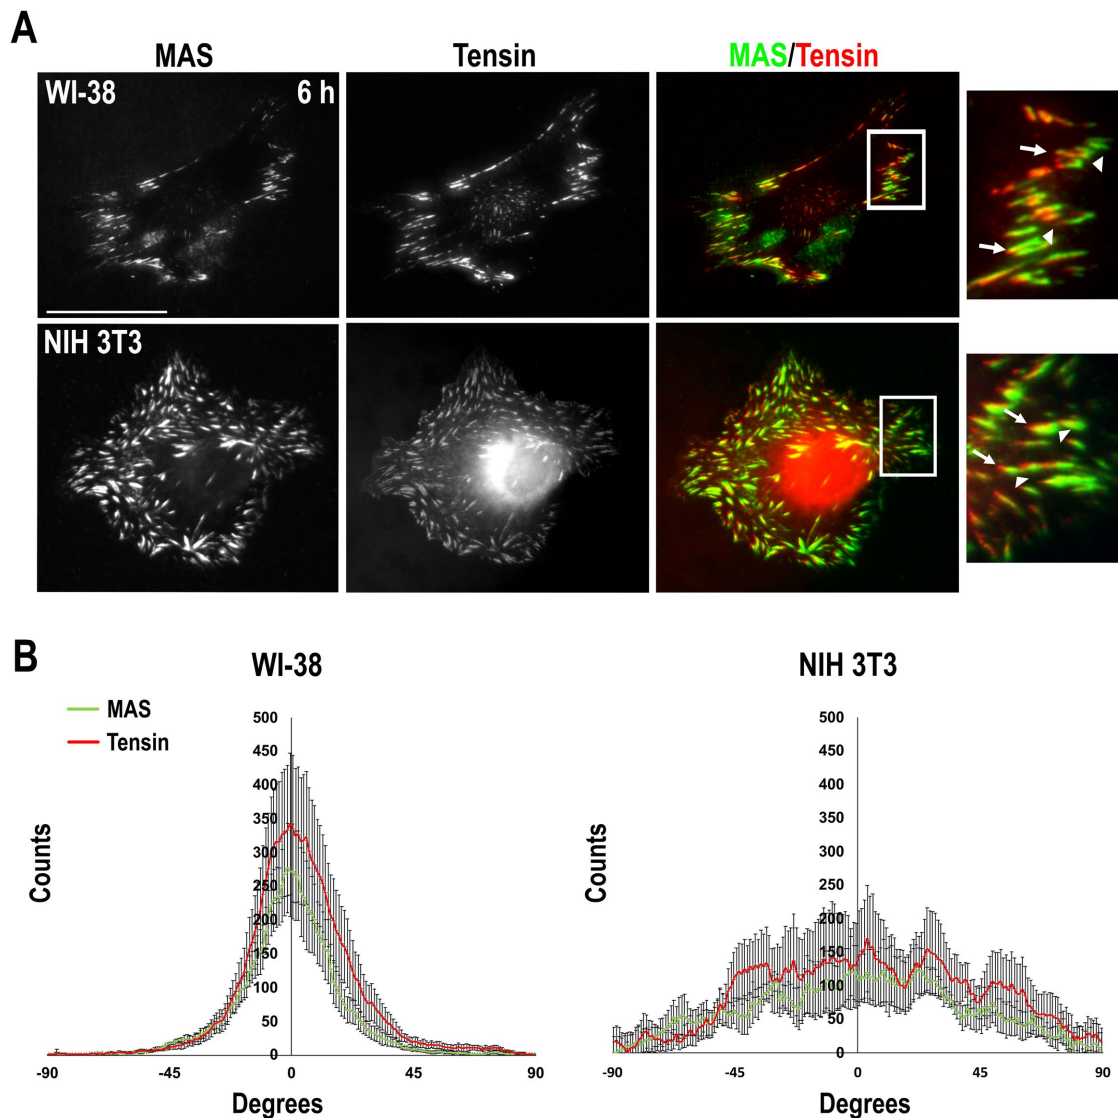 A
MAS Tensin MAS/Tensin
WI-38 6 h
NIH 3T3
B
WI-38 NIH 3T3
MAS
Tensin
500 500
450 450
400 400
350 350
300 300
250 250
200 200
150 150
100 100
50 50
0 0
Counts Counts
-90 -45 0 45 90 -90 -45 0 45 90
Degrees Degrees